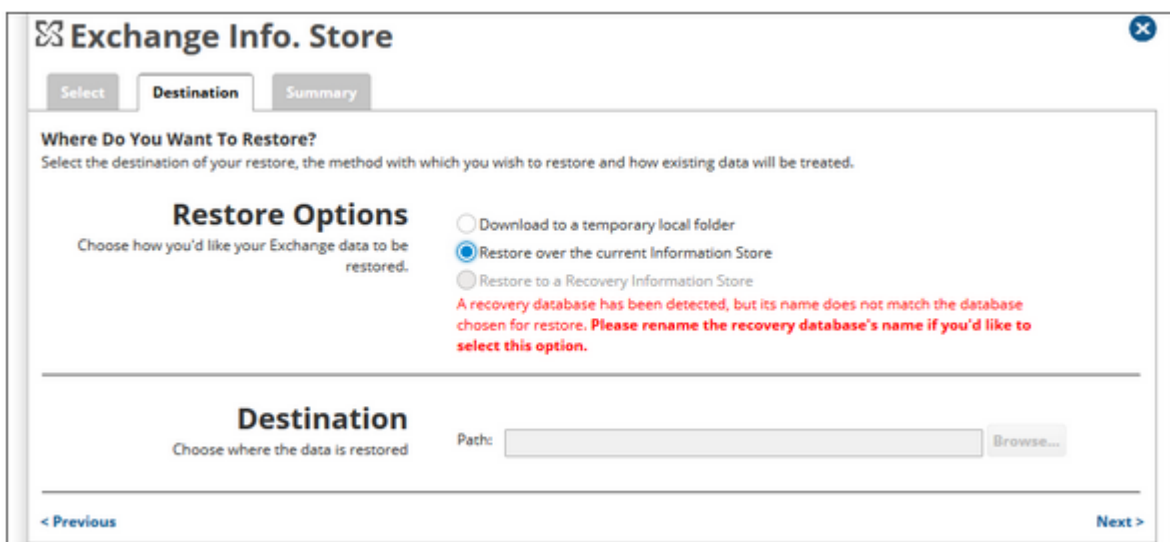 Exchange Info. Store
Select
Destination
Summary
Where Do You Want To Restore?
Select the destination of your restore, the method with which you wish to restore and how existing data will be treated.
Restore Options
Choose how you'd like your Exchange data to be
restored.
Download to a temporary local folder
Restore over the current Information Store
Restore to a Recovery Information Store
A recovery database has been detected, but its name does not match the database
chosen for restore. Please rename the recovery database's name if you'd like to
select this option.
Destination
Choose where the data is restored
Path:
Browse...
< Previous
Next >